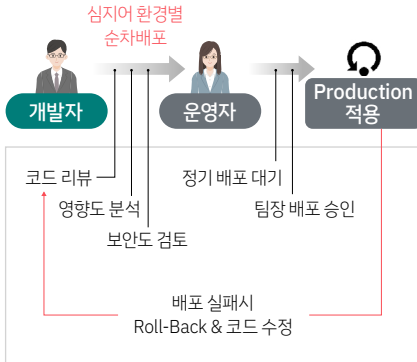 심지어 환경별
순차배포
개발자
운영자
Production
적용
코드 리뷰
정기 배포 대기
영향도 분석
팀장 배포 승인
보안도 검토
배포 실패시
Roll-Back & 코드 수정